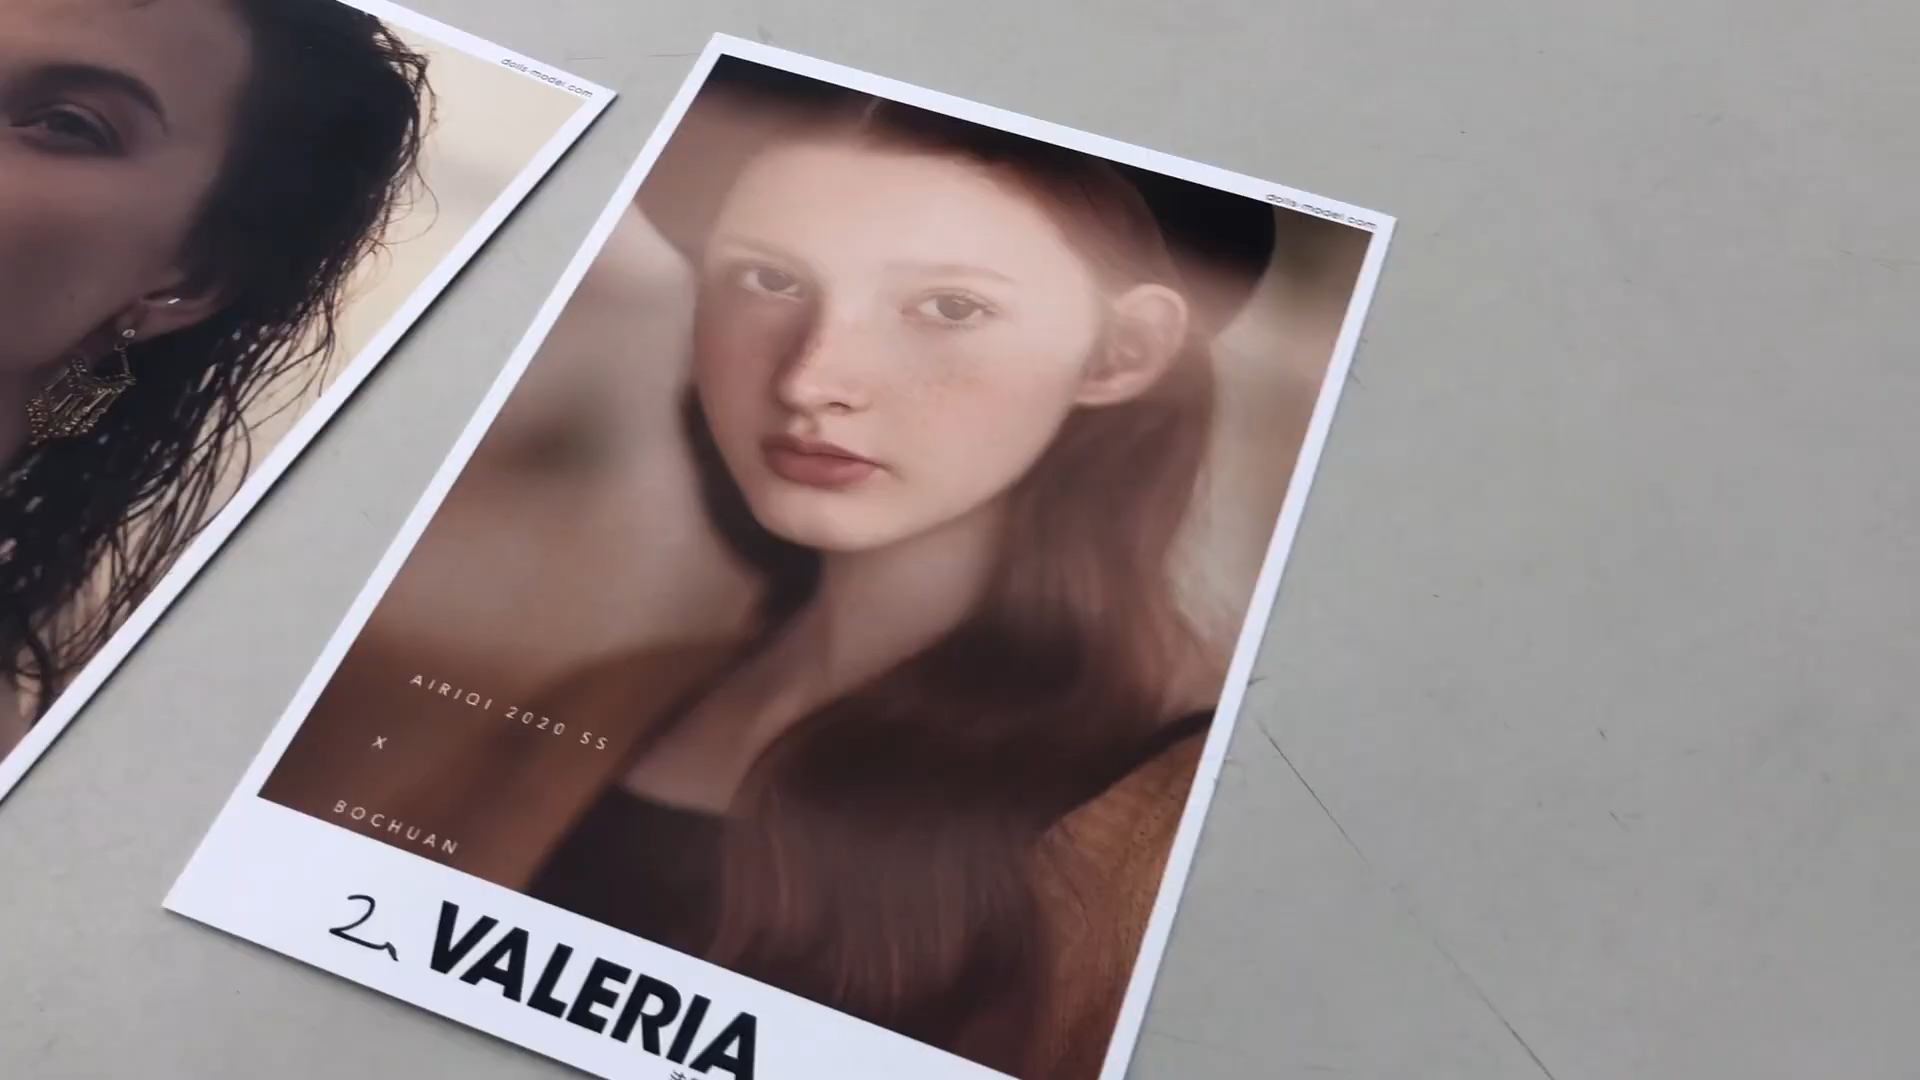 dolls-model.com
dolls-model.com
AIRIQI 2020 SS
X
BOCHUAN
2、 VALERIA